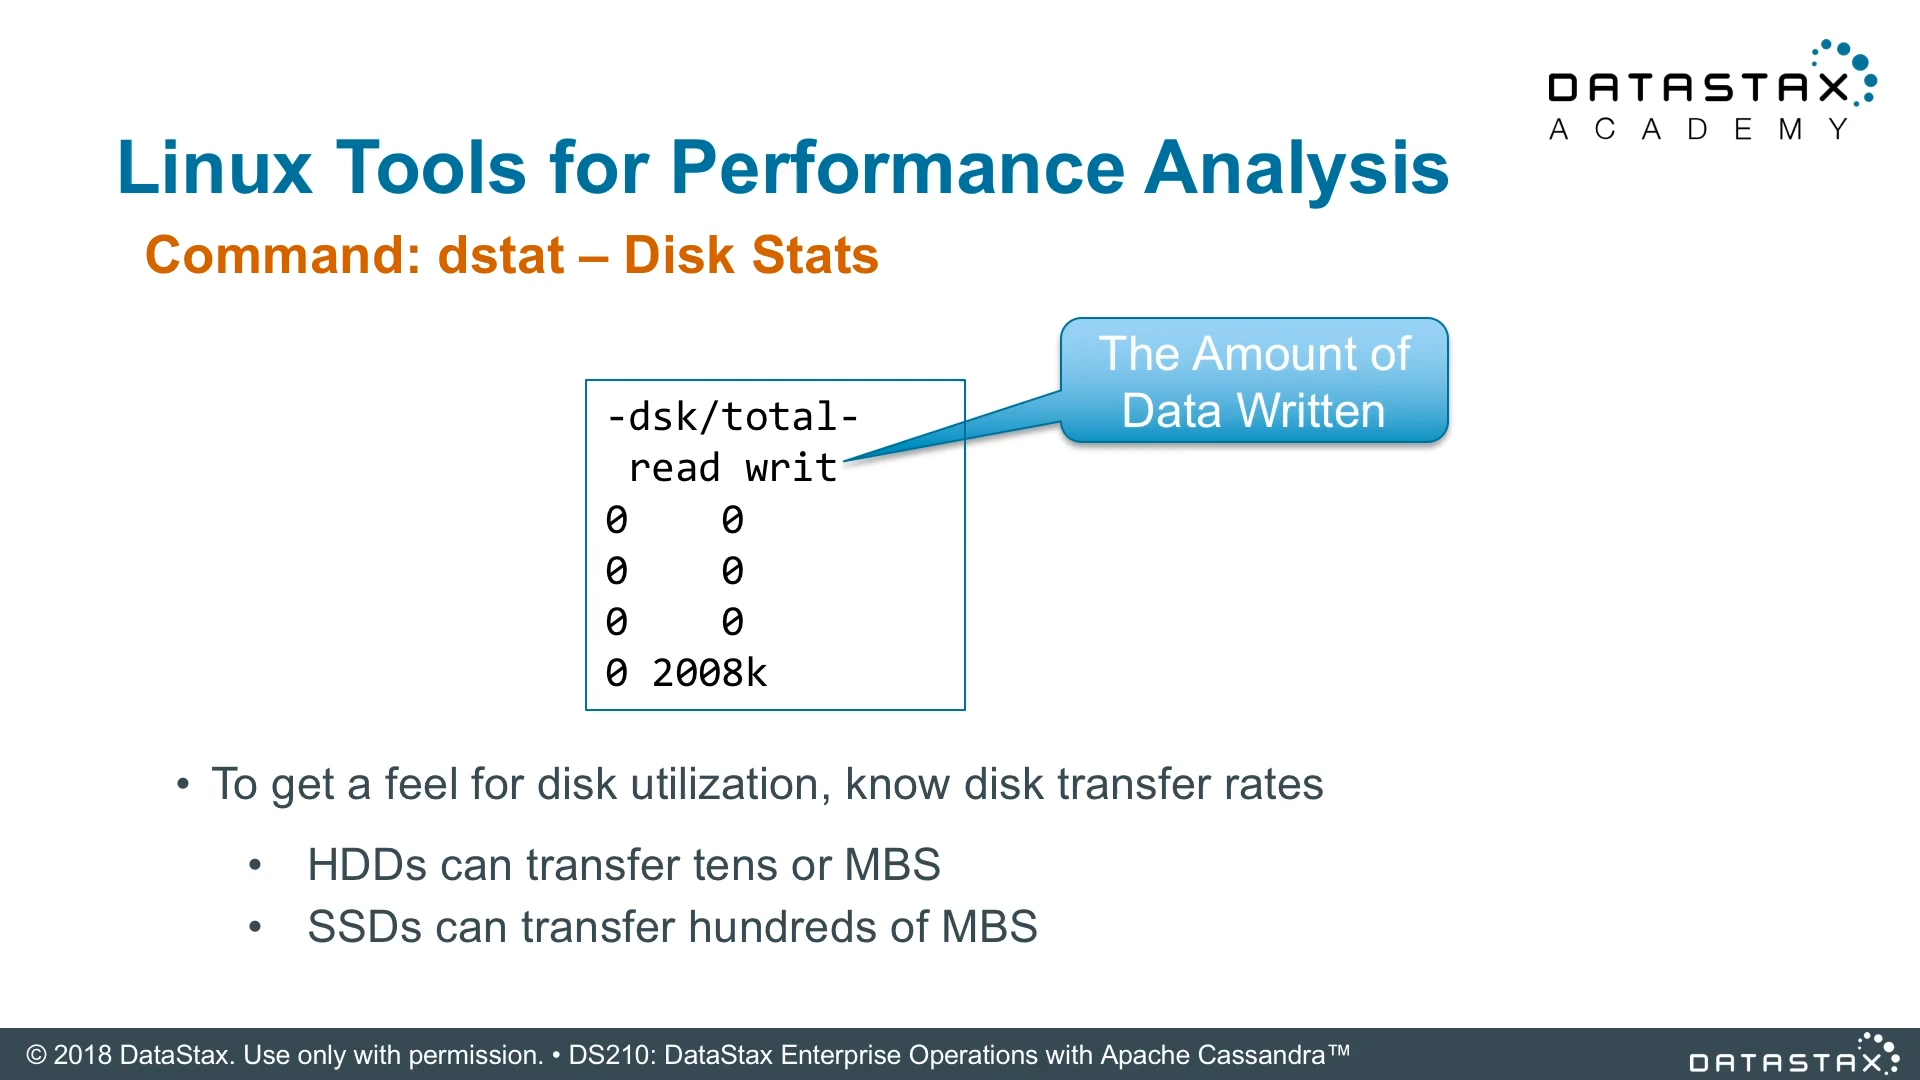 DATASTAX
ACADEMY
Linux Tools for Performance Analysis
Command: dstat – Disk Stats
The Amount of
Data Written
-dsk/total-
read writ
0 0
0 0
0 0
0 2008k
• To get a feel for disk utilization, know disk transfer rates
• HDDs can transfer tens or MBS
• SSDs can transfer hundreds of MBS
© 2018 DataStax. Use only with permission. • DS210: DataStax Enterprise Operations with Apache Cassandra™
DATASTAX